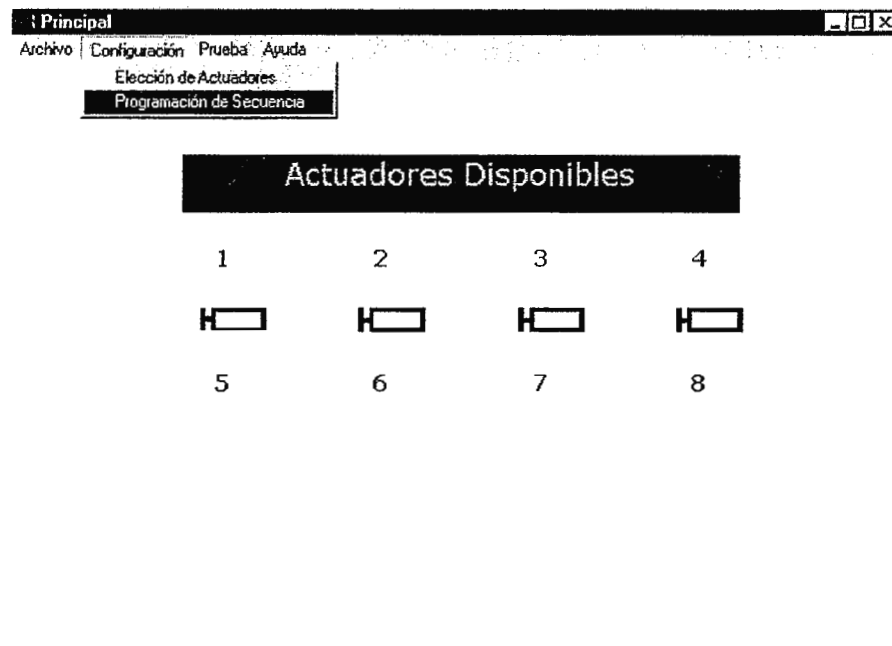 Principal
Archivo Configuración Prueba Ayuda
Elección de Actuadores
Programación de Secuencia
Actuadores Disponibles
1 2 3 4
5 6 7 8